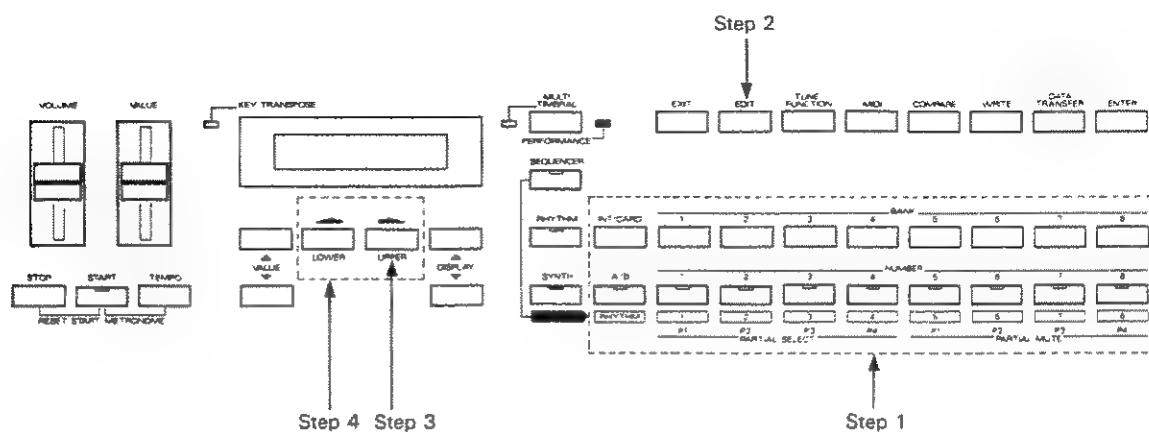 Step 2
VOLUME VALUE KEY TRANSPOSE MULTI TIMBRAL EXIT EDIT TUNE FUNCTION MIDI COMPARE WRITE DATA TRANSFER ENTER
PERFORMANCE
SEQUENCER
BANK
RHYTHM INT/CARD 1 2 3 4 5 6 7 8
LOWER UPPER
VALUE DISPLAY
NUMBER
STOP START TEMPO SYNTH A/B 1 2 3 4 5 6 7 8
RESET START METRONOME RHYTHM 1 2 3 4 5 6 7 8
P1 P2 P3 P4 P1 P2 P3 P4
PARTIAL SELECT PARTIAL MUTE
Step 4 Step 3 Step 1